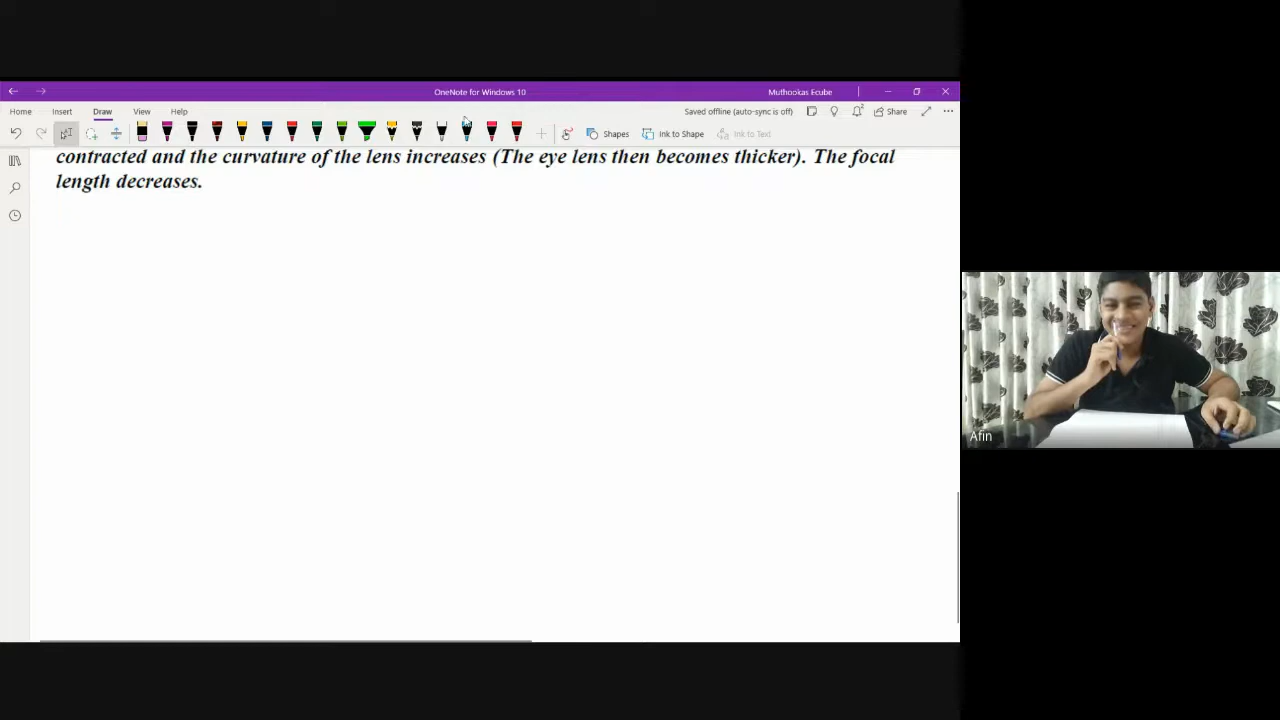 OneNote for Windows 10
Muthookas Ecube
Home Insert Draw View Help
Saved offline (auto-sync is off)
Share
Shapes
Ink to Shape
Ink to Text
contracted and the curvature of the lens increases (The eye lens then becomes thicker). The focal
length decreases.
Afin